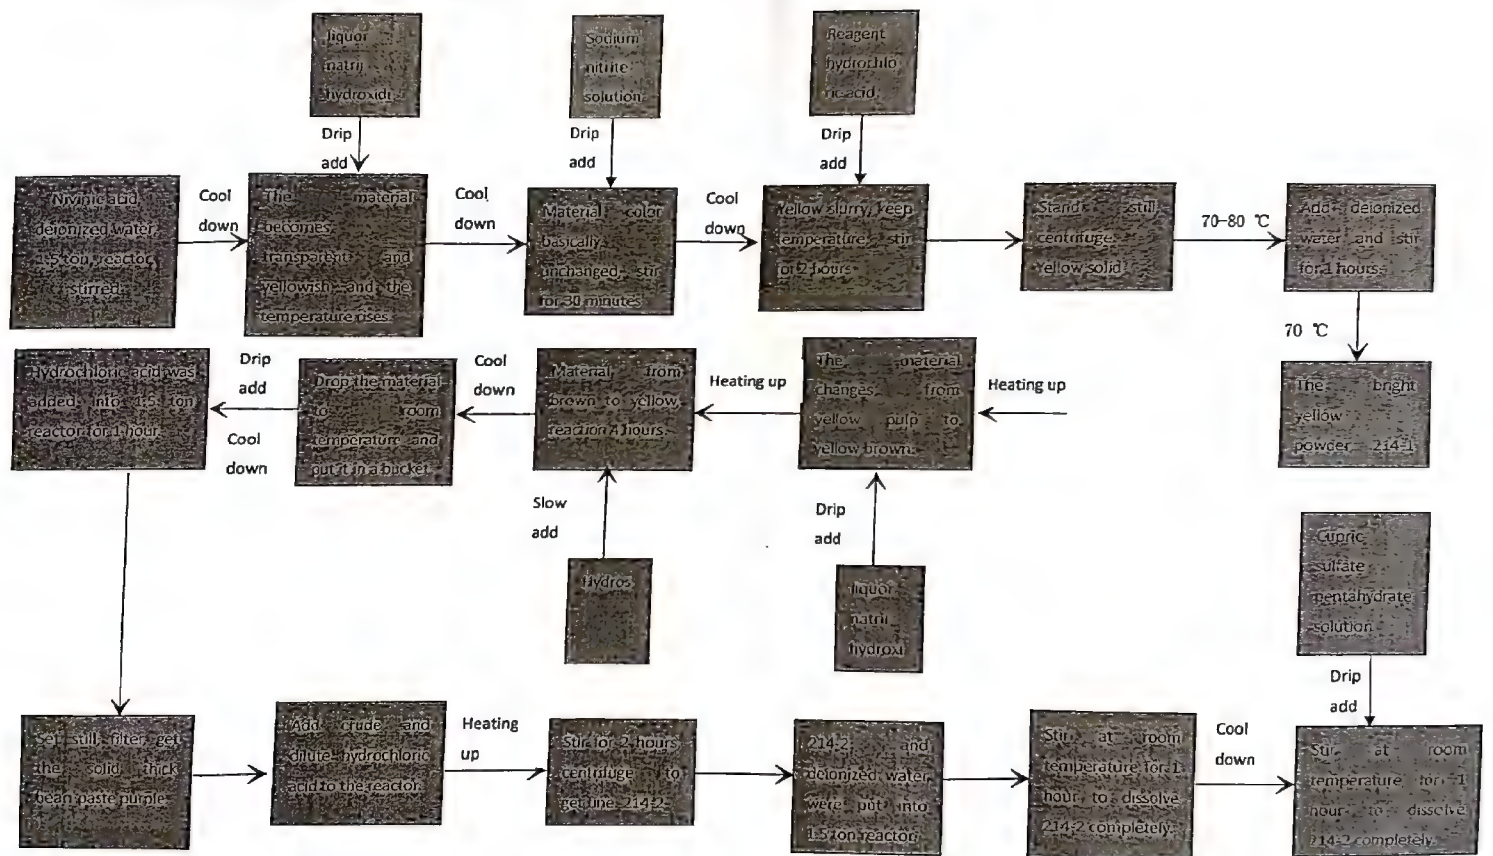 liquor
natrii
hydroxidi
Sodium
nitrite
solution
Reagent
hydrochlo
ric acid
Drip
add
Drip
add
Drip
add
Nivinic acid,
deionized water,
1.5 ton reactor,
stirred.
Cool
down
The material
becomes
transparent and
yellowish and the
temperature rises.
Cool
down
Material color
basically
unchanged, stir
for 30 minutes
Cool
down
Yellow slurry, keep
temperature, stir
for 2 hours
Stand still
centrifuge.
Yellow solid
70-80 ℃
Add deionized
water and stir
for 1 hours.
70 ℃
The bright
yellow
powder 214-1
Heating up
The material
changes from
yellow pulp to
yellow brown.
Heating up
Material from
brown to yellow,
reaction 4 hours.
Cool
down
Drop the material
to room
temperature and
put it in a bucket.
Drip
add
Cool
down
Hydrochloric acid was
added into 1.5 ton
reactor for 1 hour.
Slow
add
Hydros
Drip
add
liquor
natrii
hydroxi
Cupric
sulfate
pentahydrate
solution
Drip
add
Set still, filter, get
the solid thick
bean paste purple
Add crude and
dilute hydrochloric
acid to the reactor.
Heating
up
Stir for 2 hours,
centrifuge to
get fine 214-2
214-2 and
deionized water
were put into
1.5 ton reactor
Stir at room
temperature for 1
hour to dissolve
214-2 completely.
Cool
down
Stir at room
temperature for 1
hour to dissolve
214-2 completely.